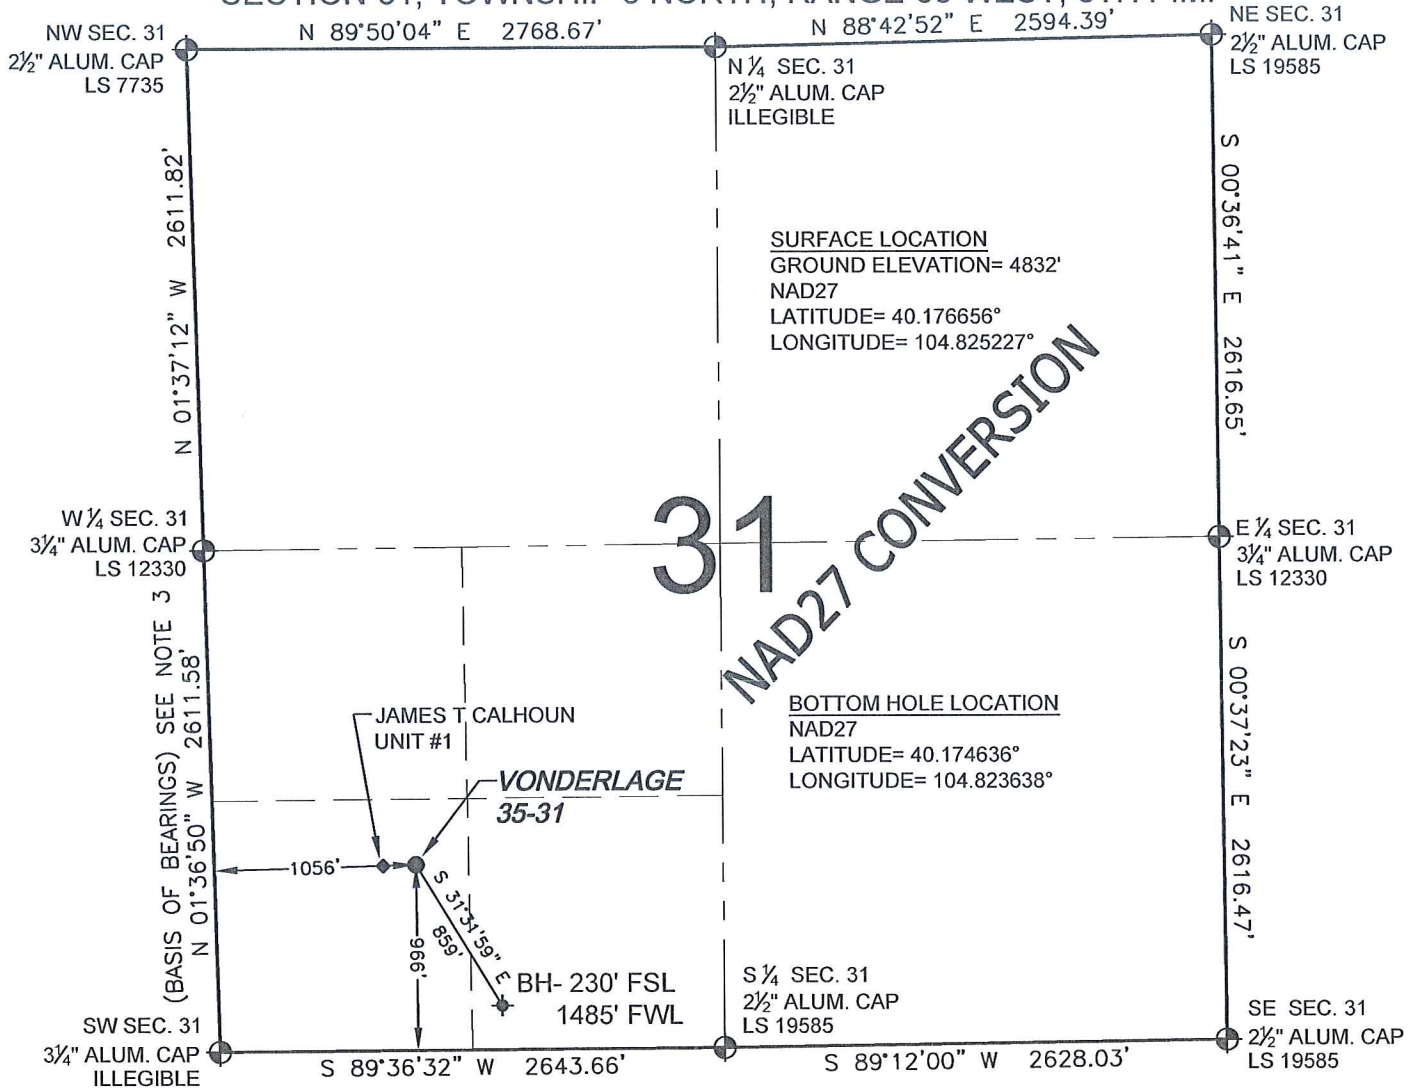 N 89°50'04" E 2768.67'
N 88°42'52" E 2594.39'
NW SEC. 31
2½" ALUM. CAP
LS 7735
N ¼ SEC. 31
2½" ALUM. CAP
ILLEGIBLE
NE SEC. 31
2½" ALUM. CAP
LS 19585
N 01°37'12" W 2611.82'
S 00°36'41" E 2616.65'
SURFACE LOCATION
GROUND ELEVATION= 4832'
NAD27
LATITUDE= 40.176656°
LONGITUDE= 104.825227°
NAD27 CONVERSION
31
W ¼ SEC. 31
3¼" ALUM. CAP
LS 12330
E ¼ SEC. 31
3¼" ALUM. CAP
LS 12330
(BASIS OF BEARINGS) SEE NOTE 3
N 01°36'50" W 2611.58'
S 00°37'23" E 2616.47'
JAMES T CALHOUN
UNIT #1
VONDERLAGE
35-31
BOTTOM HOLE LOCATION
NAD27
LATITUDE= 40.174636°
LONGITUDE= 104.823638°
1056'
996'
S 31°31'59" E
859'
BH- 230' FSL
1485' FWL
SW SEC. 31
3¼" ALUM. CAP
ILLEGIBLE
S ¼ SEC. 31
2½" ALUM. CAP
LS 19585
SE SEC. 31
2½" ALUM. CAP
LS 19585
S 89°36'32" W 2643.66'
S 89°12'00" W 2628.03'